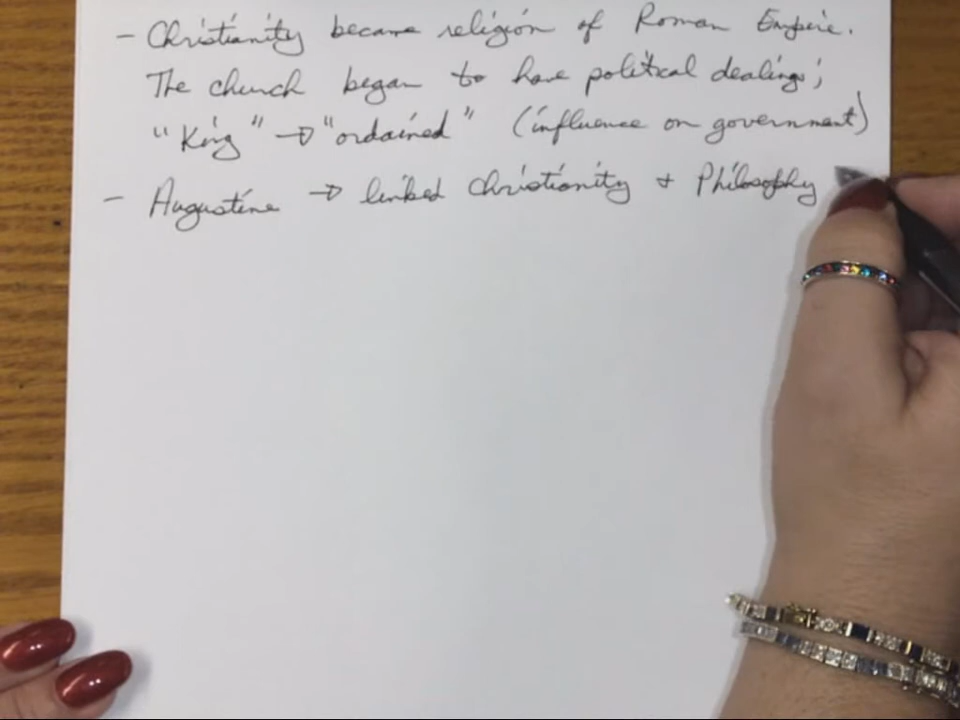 - Christianity became religion of Roman Empire.
The church began to have political dealings;
"King" → "ordained" (influence on government)
- Augustine → linked Christianity + Philosophy